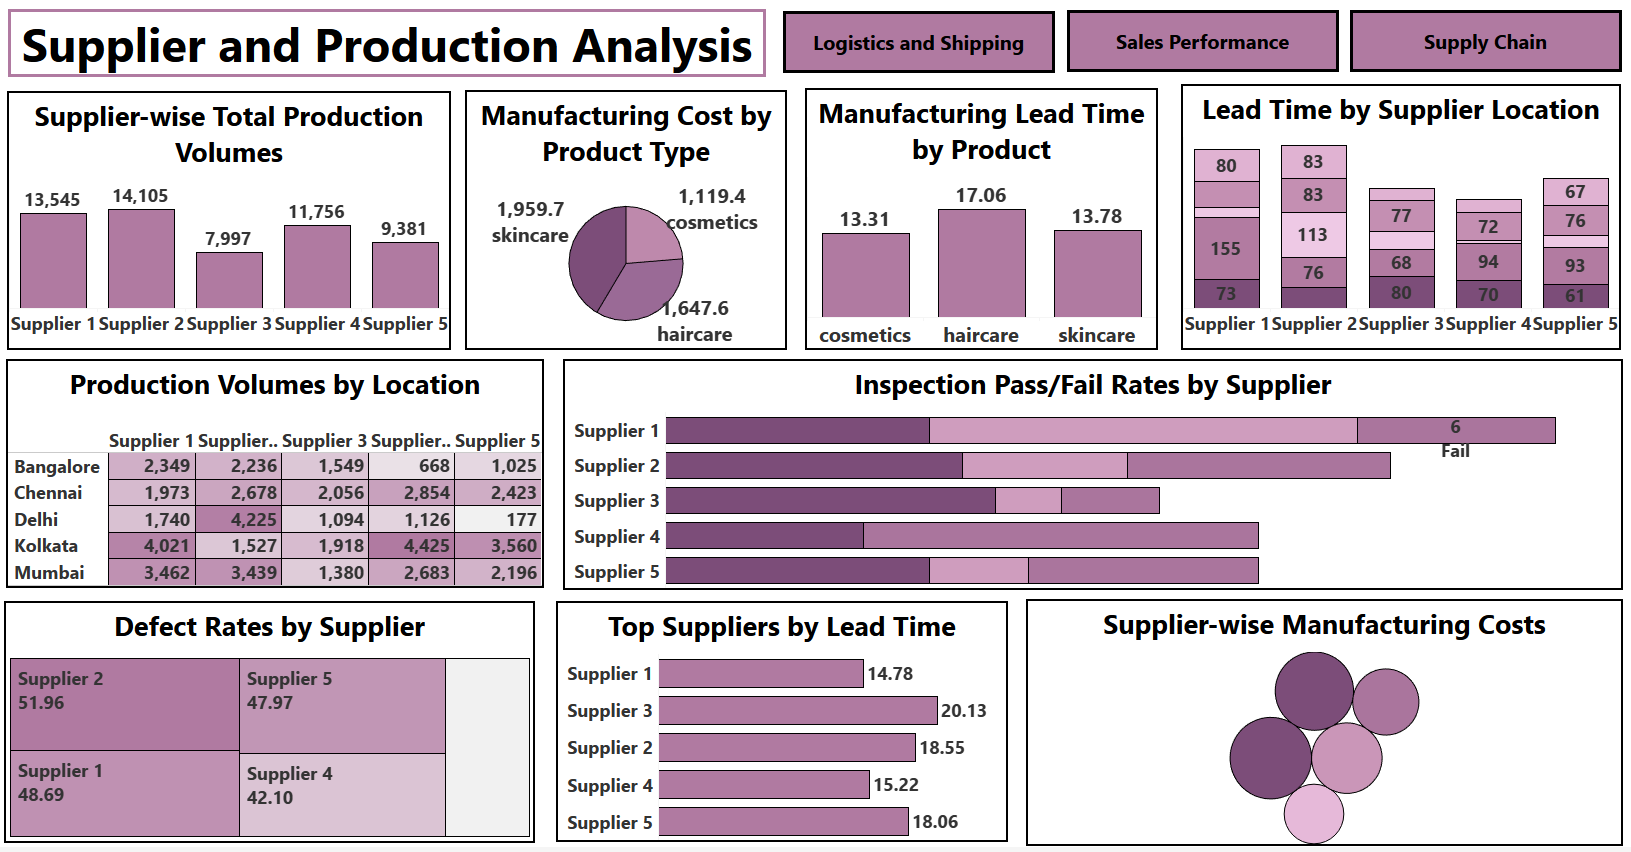 Supplier and Production Analysis
Logistics and Shipping
Sales Performance
Supply Chain
Supplier-wise Total Production
Volumes
13,545
14,105
7,997
11,756
9,381
Supplier 1 Supplier 2 Supplier 3 Supplier 4 Supplier 5
Manufacturing Cost by
Product Type
1,119.4
cosmetics
1,959.7
skincare
1,647.6
haircare
Manufacturing Lead Time
by Product
13.31
17.06
13.78
cosmetics haircare skincare
Lead Time by Supplier Location
80
155
73
83
83
113
76
77
68
80
72
94
70
67
76
93
61
Supplier 1 Supplier 2 Supplier 3 Supplier 4 Supplier 5
Production Volumes by Location
Supplier 1 Supplier.. Supplier 3 Supplier.. Supplier 5
Bangalore 2,349 2,236 1,549 668 1,025
Chennai 1,973 2,678 2,056 2,854 2,423
Delhi 1,740 4,225 1,094 1,126 177
Kolkata 4,021 1,527 1,918 4,425 3,560
Mumbai 3,462 3,439 1,380 2,683 2,196
Inspection Pass/Fail Rates by Supplier
Supplier 1
6
Fail
Supplier 2
Supplier 3
Supplier 4
Supplier 5
Defect Rates by Supplier
Supplier 2
51.96
Supplier 1
48.69
Supplier 5
47.97
Supplier 4
42.10
Top Suppliers by Lead Time
Supplier 1 14.78
Supplier 3 20.13
Supplier 2 18.55
Supplier 4 15.22
Supplier 5 18.06
Supplier-wise Manufacturing Costs